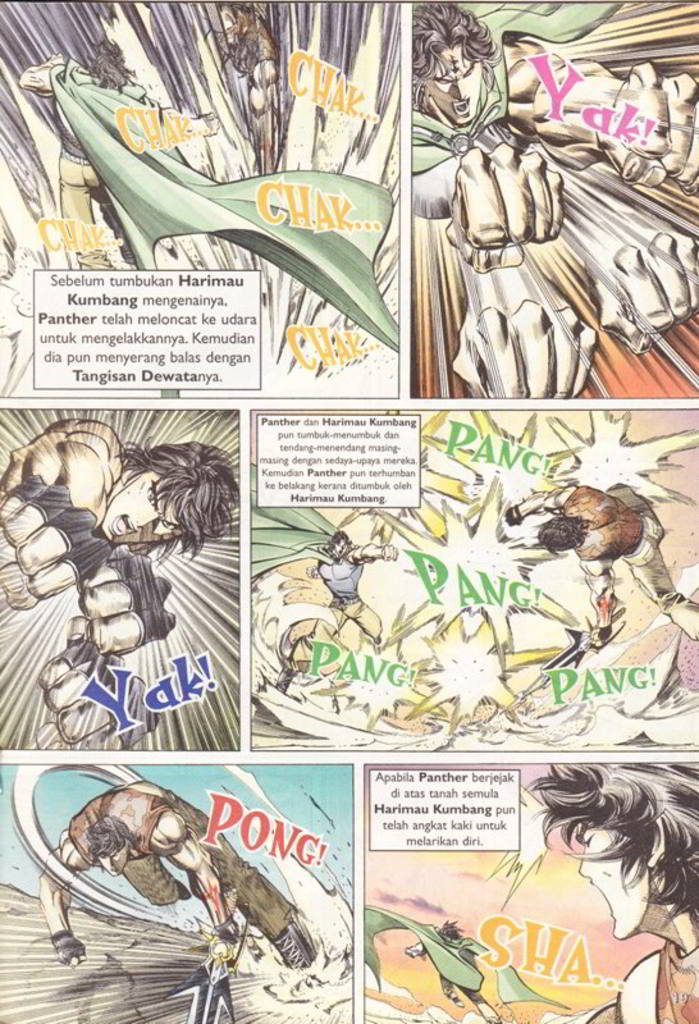 CHAK...
CHAK...
CHAK...
CHAK...
CHAK...
Sebelum tumbukan Harimau
Kumbang mengenainya,
Panther telah meloncat ke udara
untuk mengelakkannya. Kemudian
dia pun menyerang balas dengan
Tangisan Dewatanya.
Yak!
Yak!
Panther dan Harimau Kumbang
pun tumbuk-menumbuk dan
tendang-menendang masing-
masing dengan sedaya-upaya mereka.
Kemudian Panther pun terhumban
ke belakang kerana ditumbuk oleh
Harimau Kumbang.
PANG!
PANG!
PANG!
PANG!
PONG!
Apabila Panther berjejak
di atas tanah semula
Harimau Kumbang pun
telah angkat kaki untuk
melarikan diri.
SHA...
19